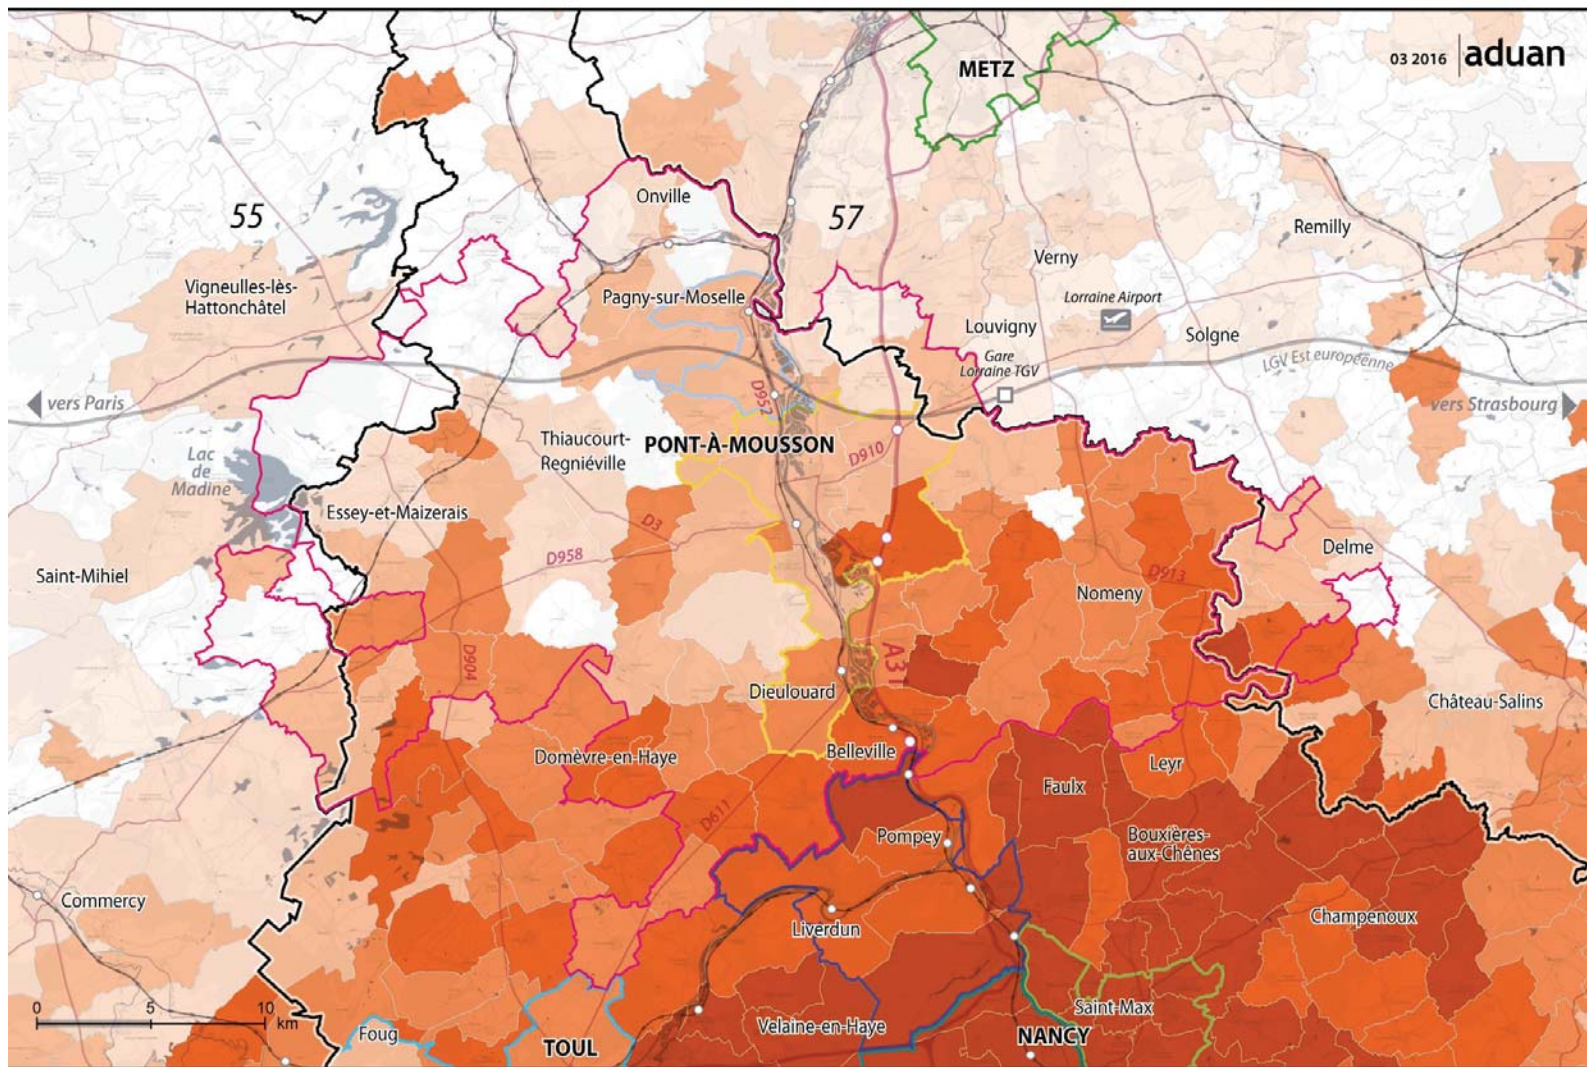 METZ
03 2016 aduan
Onville
55
57
Remilly
Verny
Vigneulles-lès-
Hattonchâtel
Pagny-sur-Moselle
Lorraine Airport
Louvigny
Solgne
Gare
Lorraine TGV
LGV Est européenne
vers Paris
D952
vers Strasbourg
Thiaucourt-
Regniéville
PONT-À-MOUSSON
D910
Lac
de
Madine
Essey-et-Maizerais
D3
D958
Delme
Saint-Mihiel
D913
Nomeny
D904
A31
Dieulouard
Château-Salins
Domèvre-en-Haye
Belleville
Leyr
Faulx
D611
Pompey
Bouxières-
aux-Chênes
Commercy
Champenoux
Liverdun
0 5 10
km
Saint-Max
Foug
Velaine-en-Haye
NANCY
TOUL